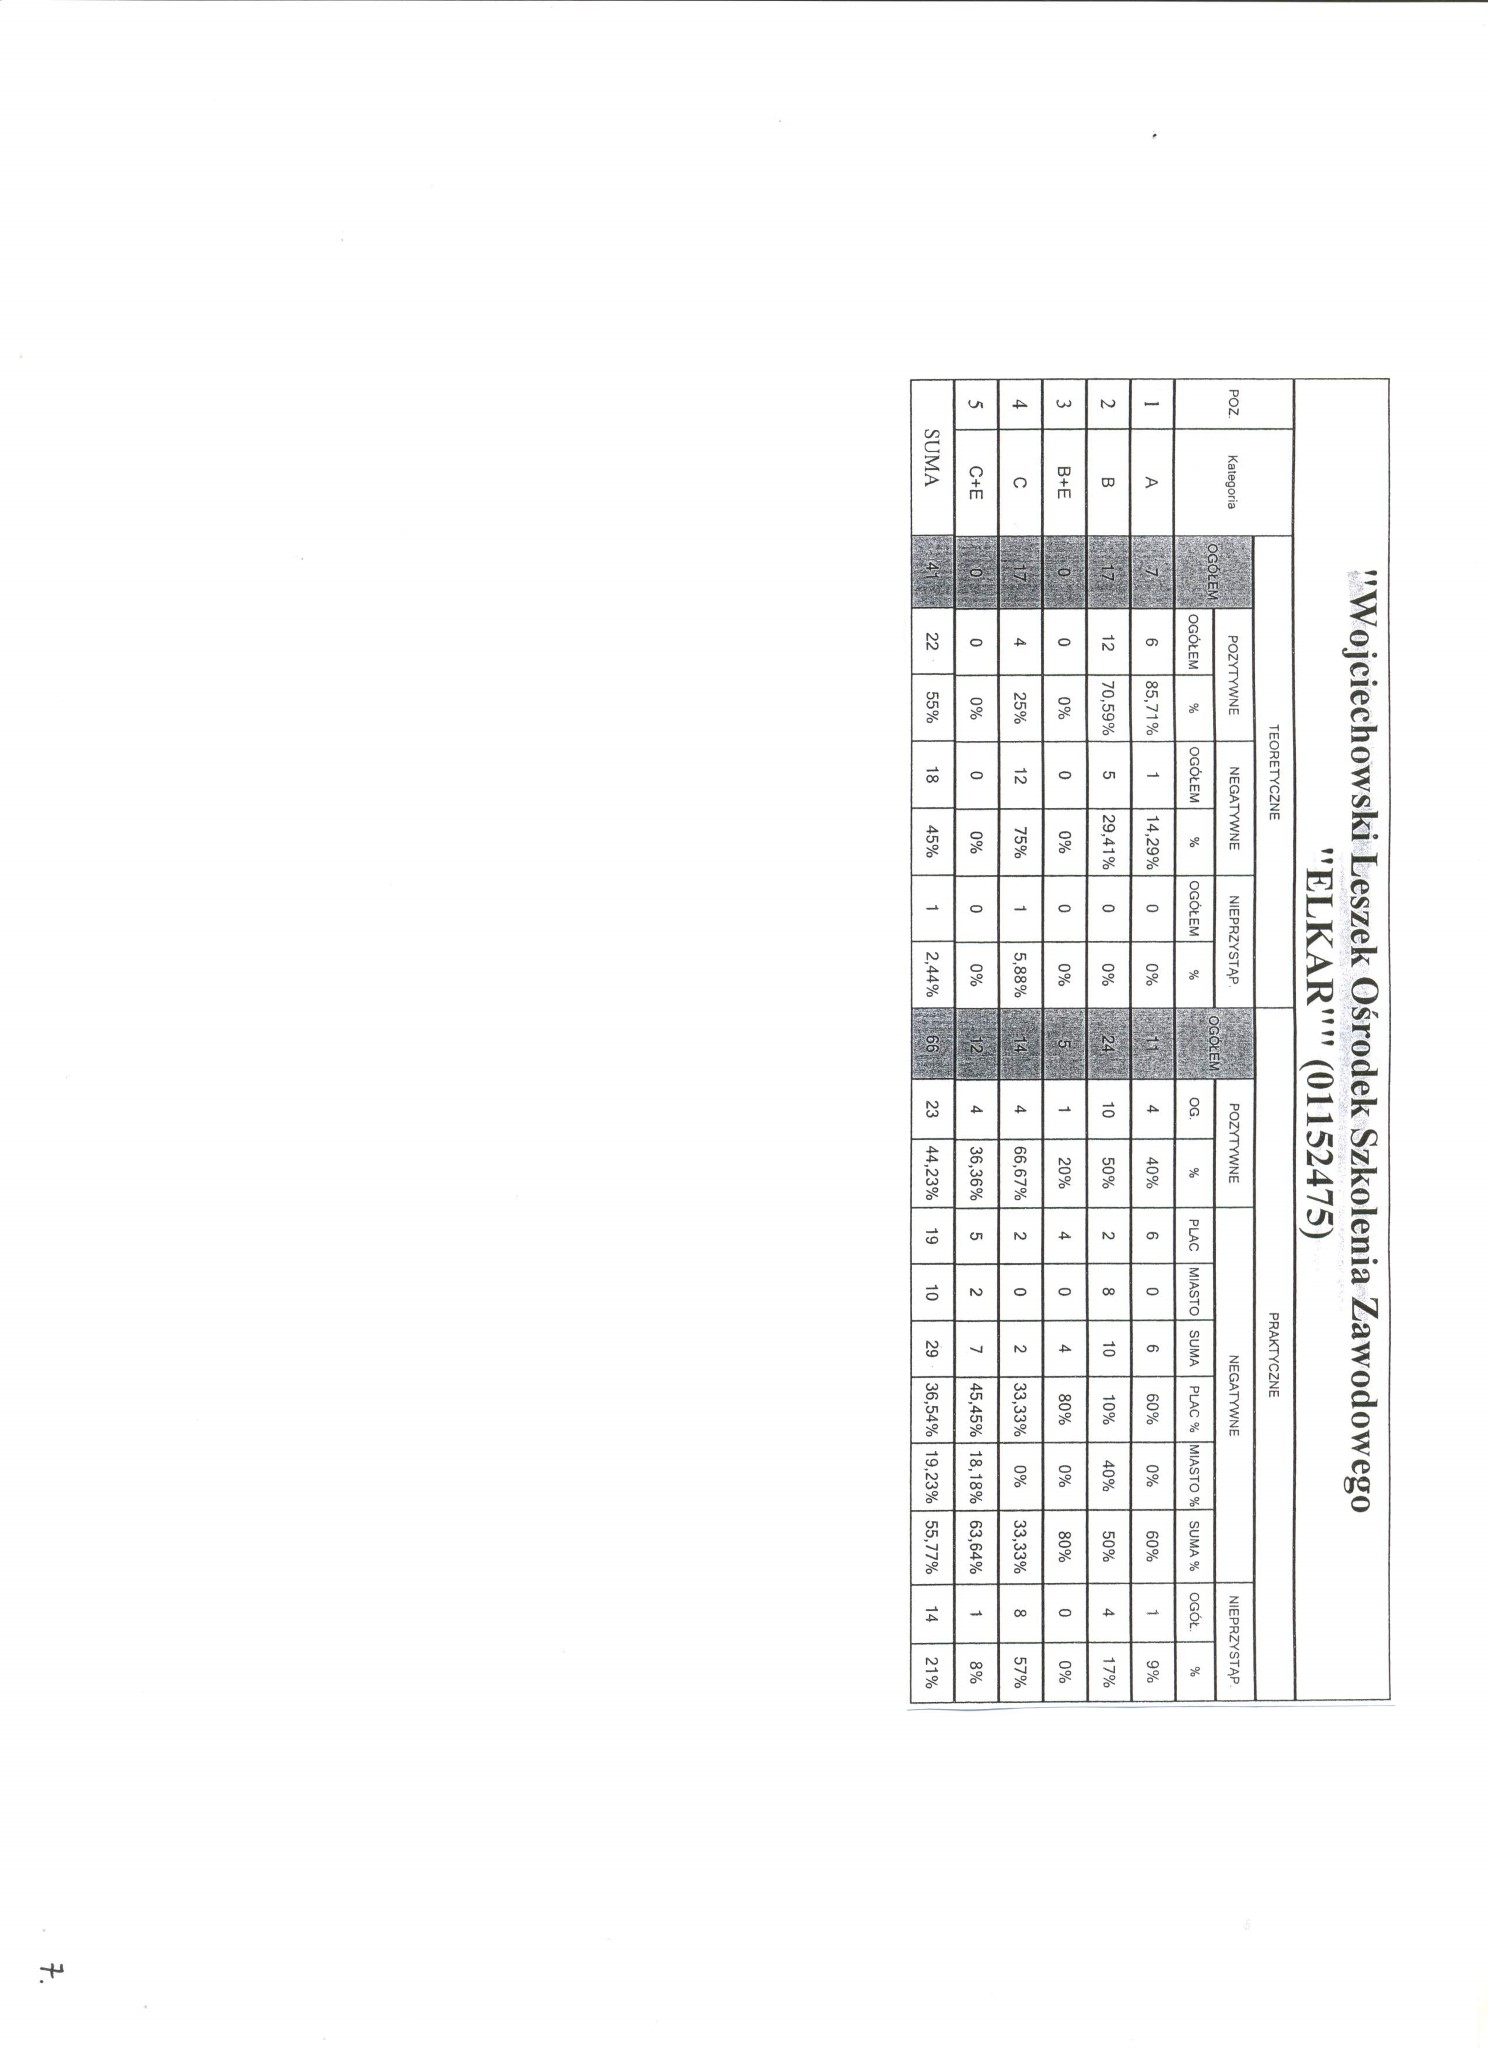 "Wojciechowski Leszek Ośrodek Szkolenia Zawodowego
"ELKAR"" (01152475)
POZ. Kategoria TEORETYCZNE PRAKTYCZNE
OGÓŁEM POZYTYWNE NEGATYWNE NIEPRZYSTĄP. OGÓŁEM POZYTYWNE NEGATYWNE NIEPRZYSTĄP.
OGÓŁEM % OGÓŁEM % OGÓŁEM % OG. % PLAC MIASTO SUMA PLAC % MIASTO % SUMA % OGÓŁ. %
1 A 7 6 85,71% 1 14,29% 0 0% 11 4 40% 6 0 6 60% 0% 60% 1 9%
2 B 17 12 70,59% 5 29,41% 0 0% 24 10 50% 2 8 10 10% 40% 50% 4 17%
3 B+E 0 0 0% 0 0% 0 0% 5 1 20% 4 0 4 80% 0% 80% 0 0%
4 C 17 4 25% 12 75% 1 5,88% 14 4 66,67% 2 0 2 33,33% 0% 33,33% 8 57%
5 C+E 0 0 0% 0 0% 0 0% 12 4 36,36% 5 2 7 45,45% 18,18% 63,64% 1 8%
SUMA 41 22 55% 18 45% 1 2,44% 66 23 44,23% 19 10 29 36,54% 19,23% 55,77% 14 21%
7.